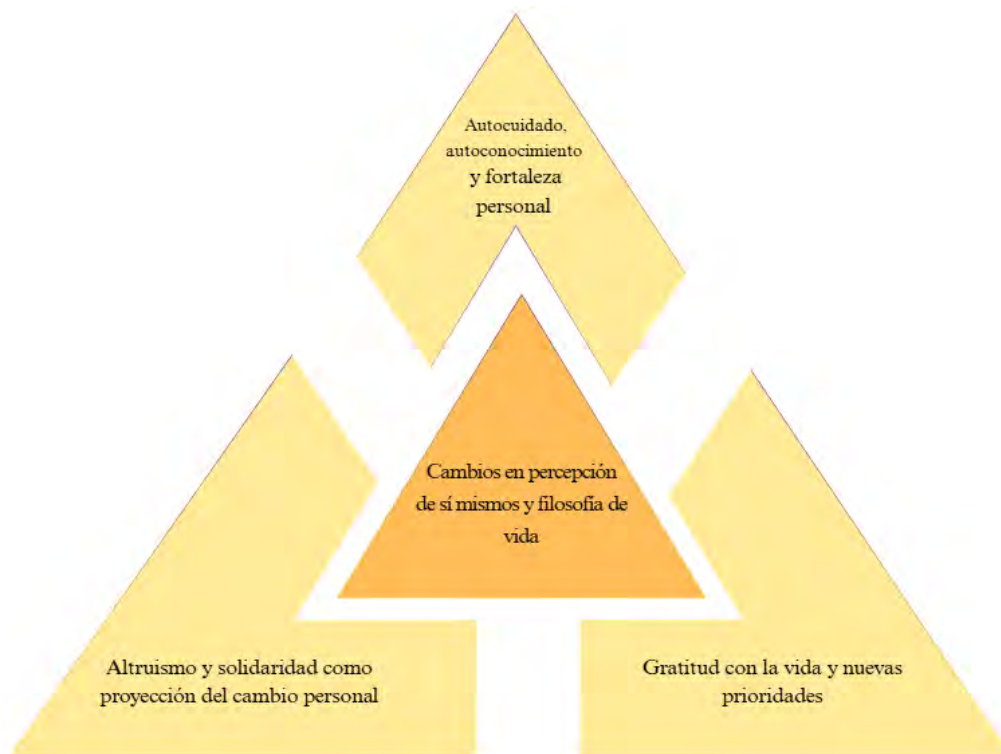 Autocuidado,
autoconocimiento
y fortaleza
personal
Cambios en percepción
de sí mismos y filosofía de
vida
Altruismo y solidaridad como
proyección del cambio personal
Gratitud con la vida y nuevas
prioridades